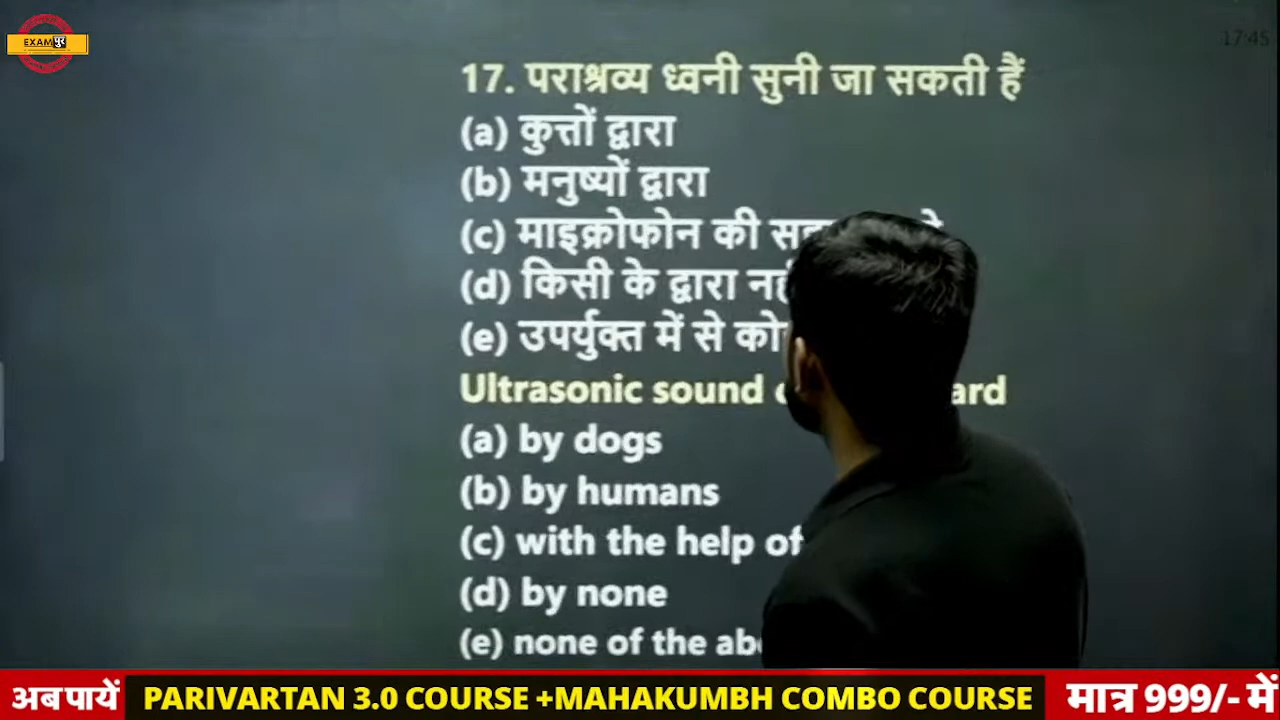 EXAMपुर
17:45
17. पराश्रव्य ध्वनी सुनी जा सकती हैं
(a) कुत्तों द्वारा
(b) मनुष्यों द्वारा
(c) माइक्रोफोन की
(d) किसी के द्वारा
(e) उपर्युक्त में से
Ultrasonic sound
(a) by dogs
(b) by humans
(c) with the help of
(d) by none
(e) none of the
अब पायें PARIVARTAN 3.0 COURSE +MAHAKUMBH COMBO COURSE मात्र 999/- में